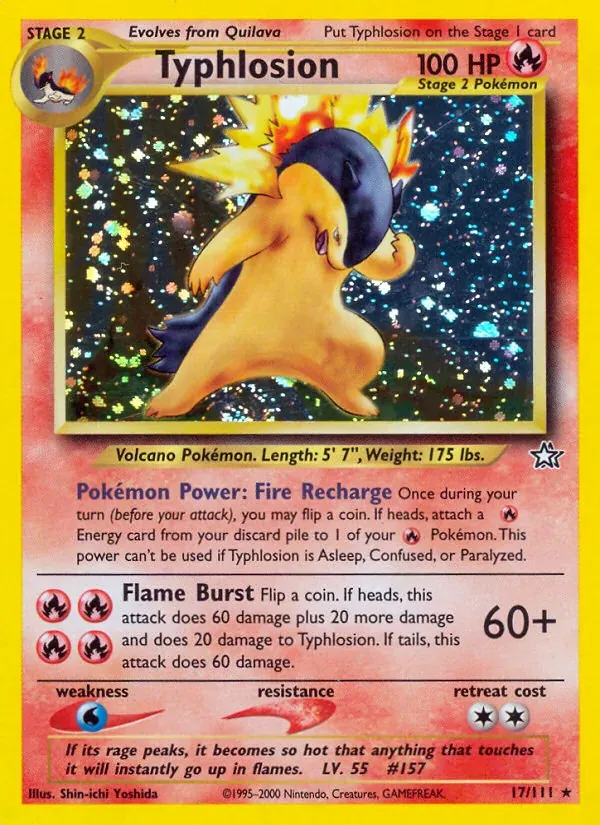 STAGE 2 Evolves from Quilava Put Typhlosion on the Stage 1 card
Typhlosion 100 HP
Stage 2 Pokémon
Volcano Pokémon. Length: 5' 7", Weight: 175 lbs.
Pokémon Power: Fire Recharge Once during your
turn (before your attack), you may flip a coin. If heads, attach a
Energy card from your discard pile to 1 of your Pokémon. This
power can't be used if Typhlosion is Asleep, Confused, or Paralyzed.
Flame Burst Flip a coin. If heads, this
attack does 60 damage plus 20 more damage
and does 20 damage to Typhlosion. If tails, this
attack does 60 damage.
60+
weakness resistance retreat cost
If its rage peaks, it becomes so hot that anything that touches
it will instantly go up in flames. LV. 55 #157
Illus. Shin-ichi Yoshida ©1995-2000 Nintendo, Creatures, GAMEFREAK. 17/111 ★